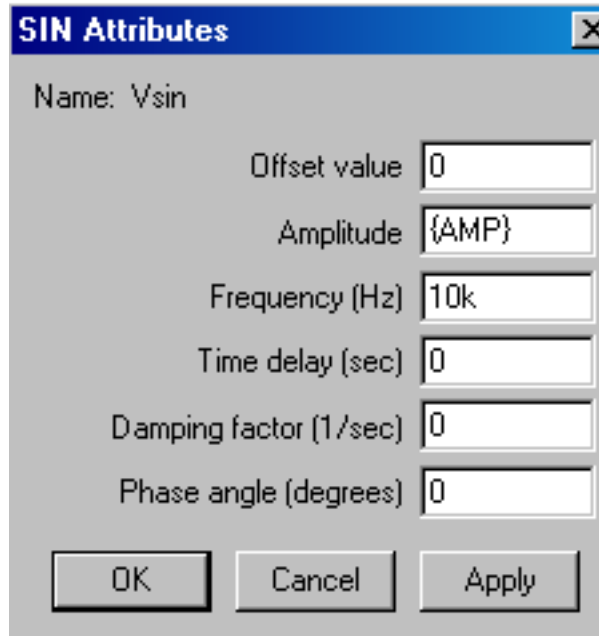 SIN Attributes
Name: Vsin
Offset value 0
Amplitude {AMP}
Frequency (Hz) 10k
Time delay (sec) 0
Damping factor (1/sec) 0
Phase angle (degrees) 0
OK Cancel Apply